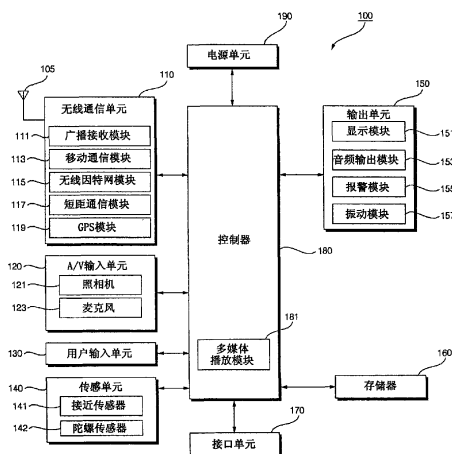 190
100
电源单元
105
110
无线通信单元
111 广播接收模块
113 移动通信模块
115 无线因特网模块
117 短距通信模块
119 GPS模块
120
A/V输入单元
121 照相机
123 麦克风
130 用户输入单元
140 传感单元
141 接近传感器
142 陀螺传感器
控制器
180
181
多媒体
播放模块
150
输出单元
显示模块 151
音频输出模块 153
报警模块 155
振动模块 157
160
存储器
170
接口单元